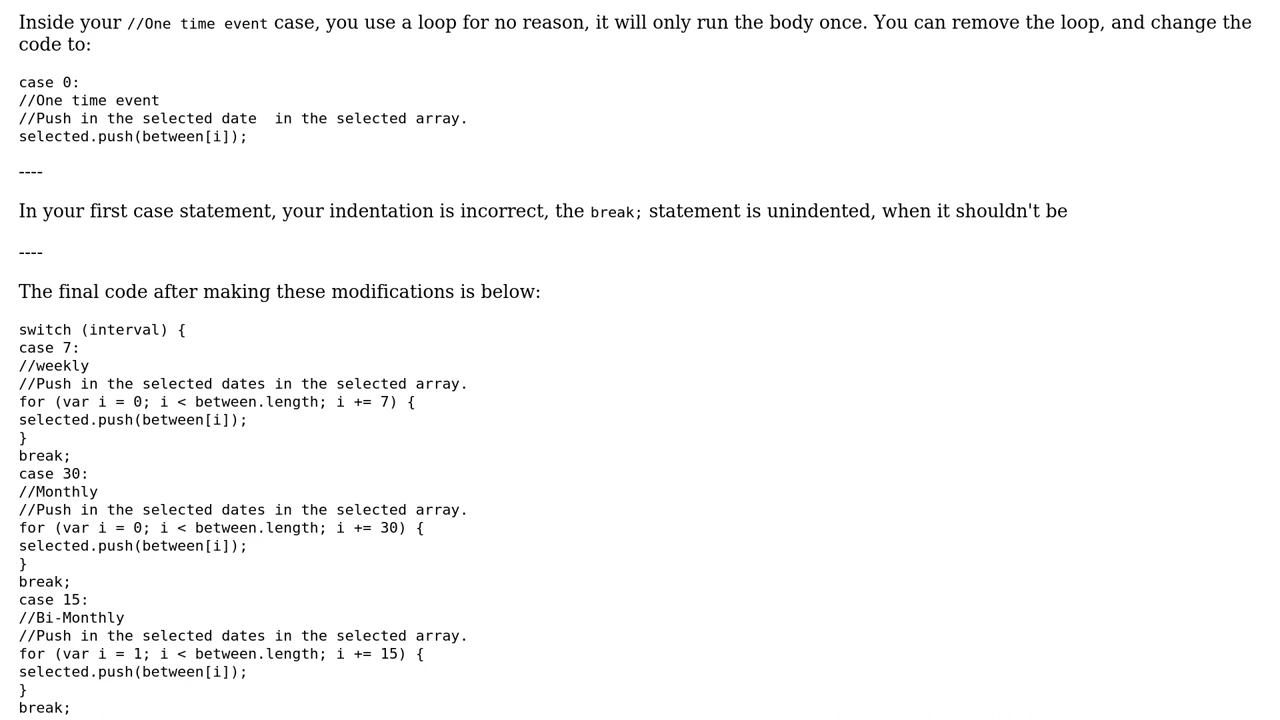 Inside your //One time event case, you use a loop for no reason, it will only run the body once. You can remove the loop, and change the
code to:
case 0:
//One time event
//Push in the selected date  in the selected array.
selected.push(between[i]);
----
In your first case statement, your indentation is incorrect, the break; statement is unindented, when it shouldn't be
----
The final code after making these modifications is below:
switch (interval) {
case 7:
//weekly
//Push in the selected dates in the selected array.
for (var i = 0; i < between.length; i += 7) {
selected.push(between[i]);
}
break;
case 30:
//Monthly
//Push in the selected dates in the selected array.
for (var i = 0; i < between.length; i += 30) {
selected.push(between[i]);
}
break;
case 15:
//Bi-Monthly
//Push in the selected dates in the selected array.
for (var i = 1; i < between.length; i += 15) {
selected.push(between[i]);
}
break;